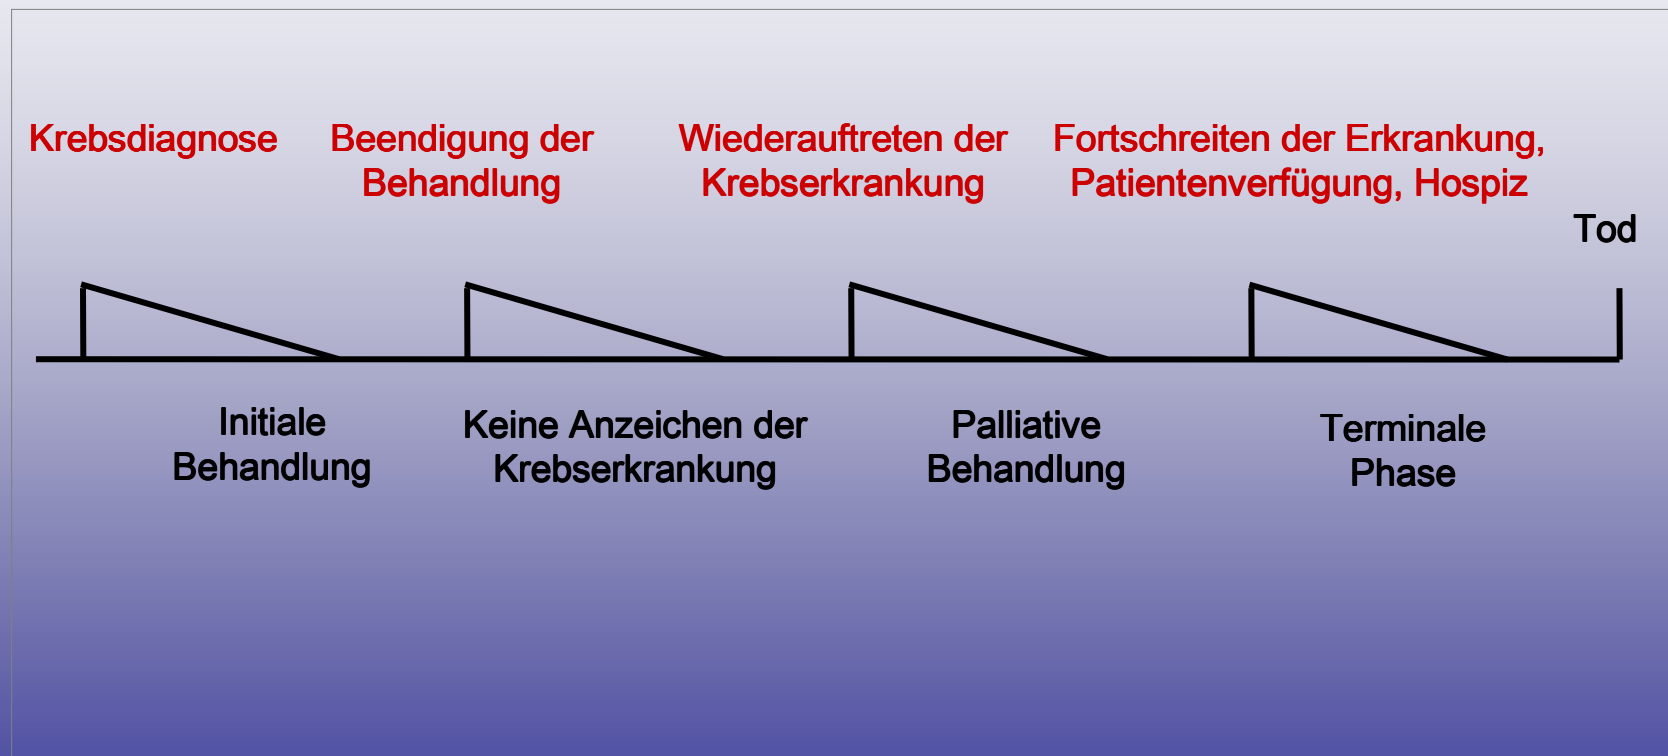 Krebsdiagnose
Beendigung der
Behandlung
Wiederauftreten der
Krebserkrankung
Fortschreiten der Erkrankung,
Patientenverfügung, Hospiz
Tod
Initiale
Behandlung
Keine Anzeichen der
Krebserkrankung
Palliative
Behandlung
Terminale
Phase